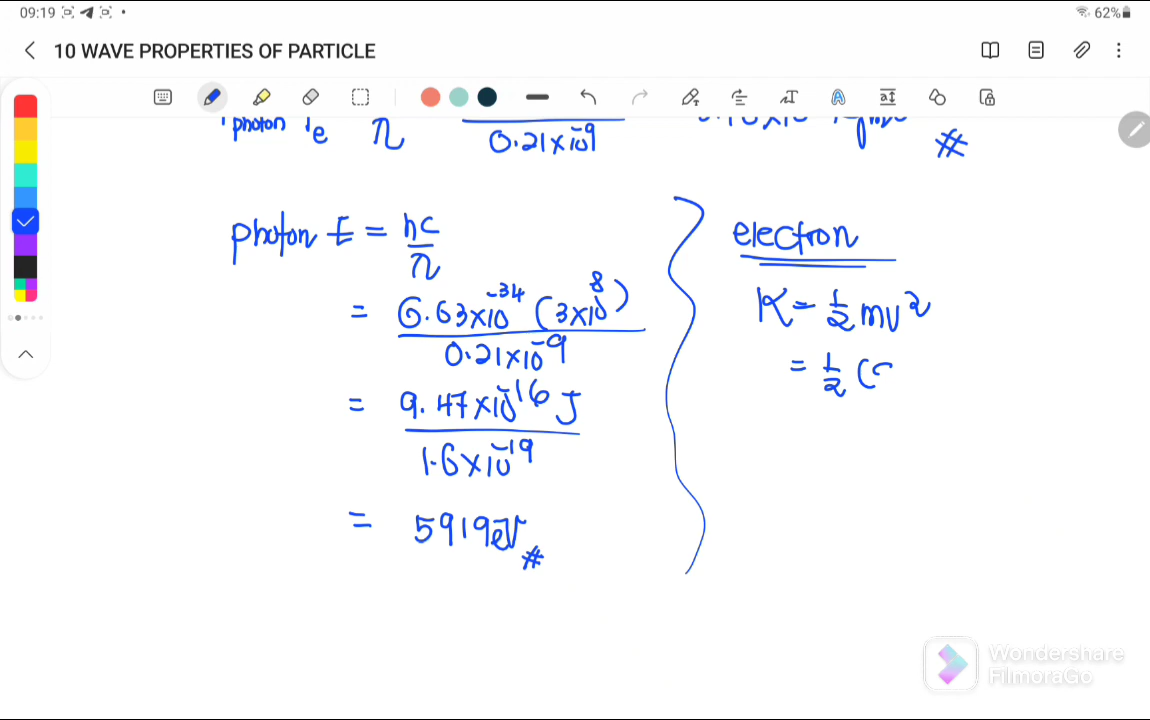 09:19 62%
10 WAVE PROPERTIES OF PARTICLE
photon e λ 0.21×10⁻⁹ #
photon E = hc/λ
= 6.63×10⁻³⁴ (3×10⁸) / 0.21×10⁻⁹
= 9.47×10⁻¹⁶ J / 1.6×10⁻¹⁹
= 5919eV #
electron
K = 1/2 mv²
= 1/2 (
Wondershare
FilmoraGo